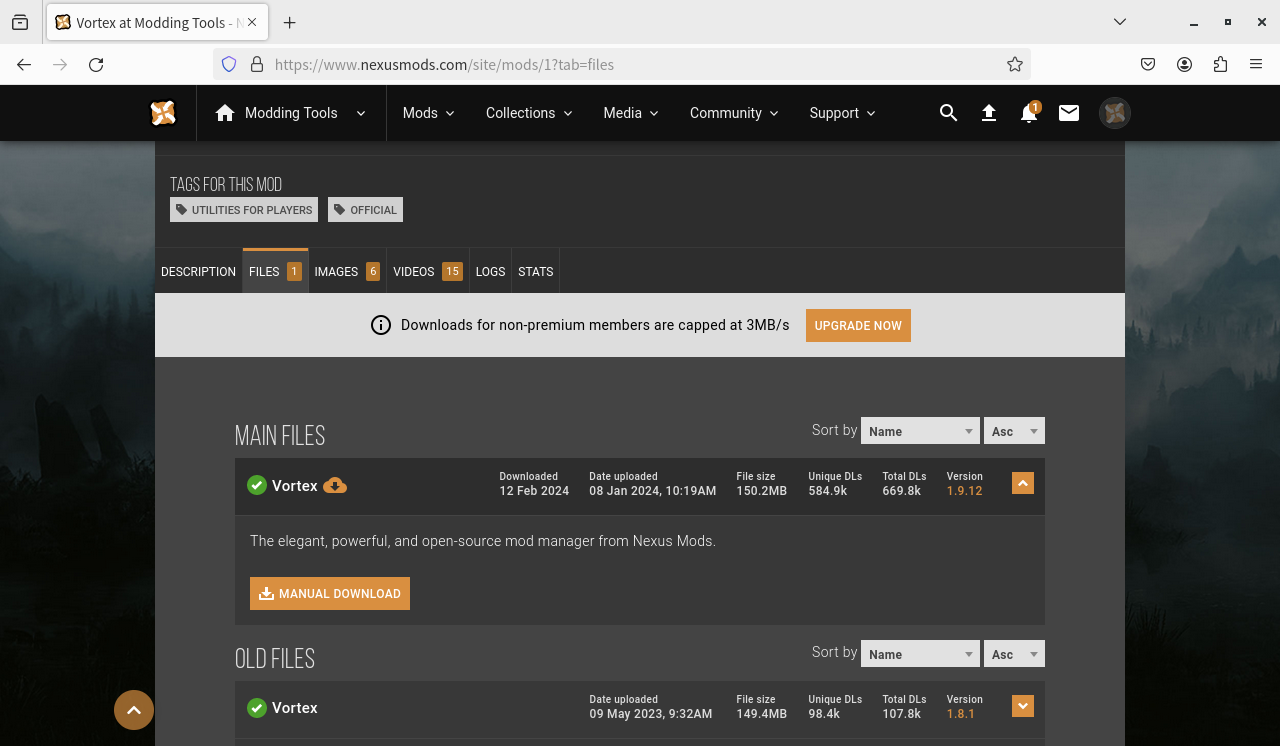 Vortex at Modding Tools - N
https://www.nexusmods.com/site/mods/1?tab=files
Modding Tools
Mods
Collections
Media
Community
Support
1
TAGS FOR THIS MOD
UTILITIES FOR PLAYERS
OFFICIAL
DESCRIPTION
FILES 1
IMAGES 6
VIDEOS 15
LOGS
STATS
Downloads for non-premium members are capped at 3MB/s
UPGRADE NOW
MAIN FILES
Sort by Name Asc
Vortex
Downloaded
12 Feb 2024
Date uploaded
08 Jan 2024, 10:19AM
File size
150.2MB
Unique DLs
584.9k
Total DLs
669.8k
Version
1.9.12
The elegant, powerful, and open-source mod manager from Nexus Mods.
MANUAL DOWNLOAD
OLD FILES
Sort by Name Asc
Vortex
Date uploaded
09 May 2023, 9:32AM
File size
149.4MB
Unique DLs
98.4k
Total DLs
107.8k
Version
1.8.1